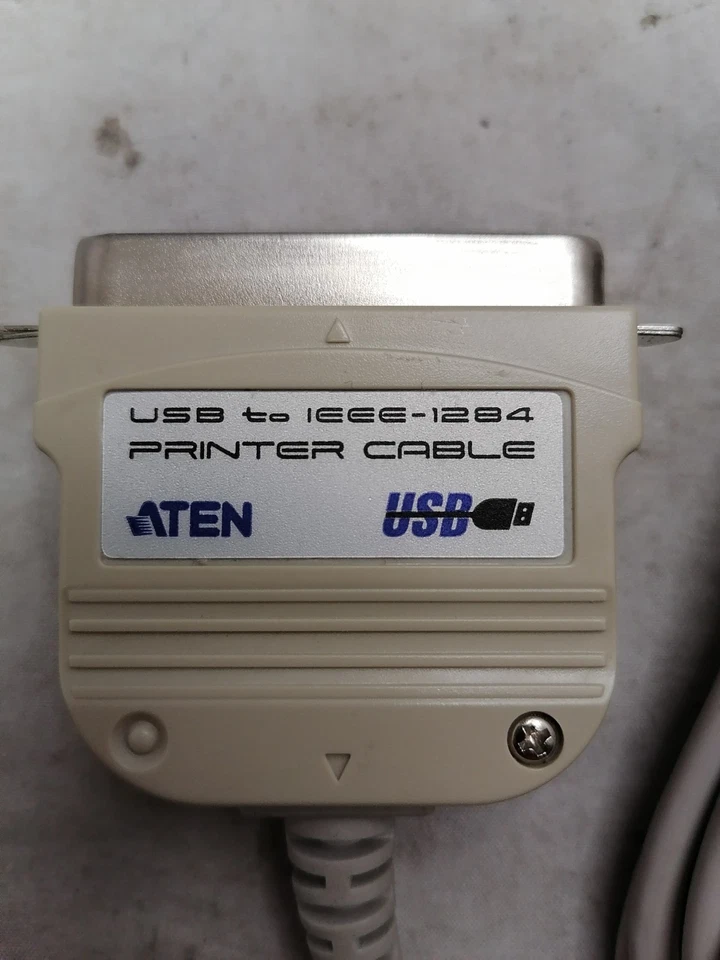 USB to IEEE-1284
PRINTER CABLE
ATEN USB